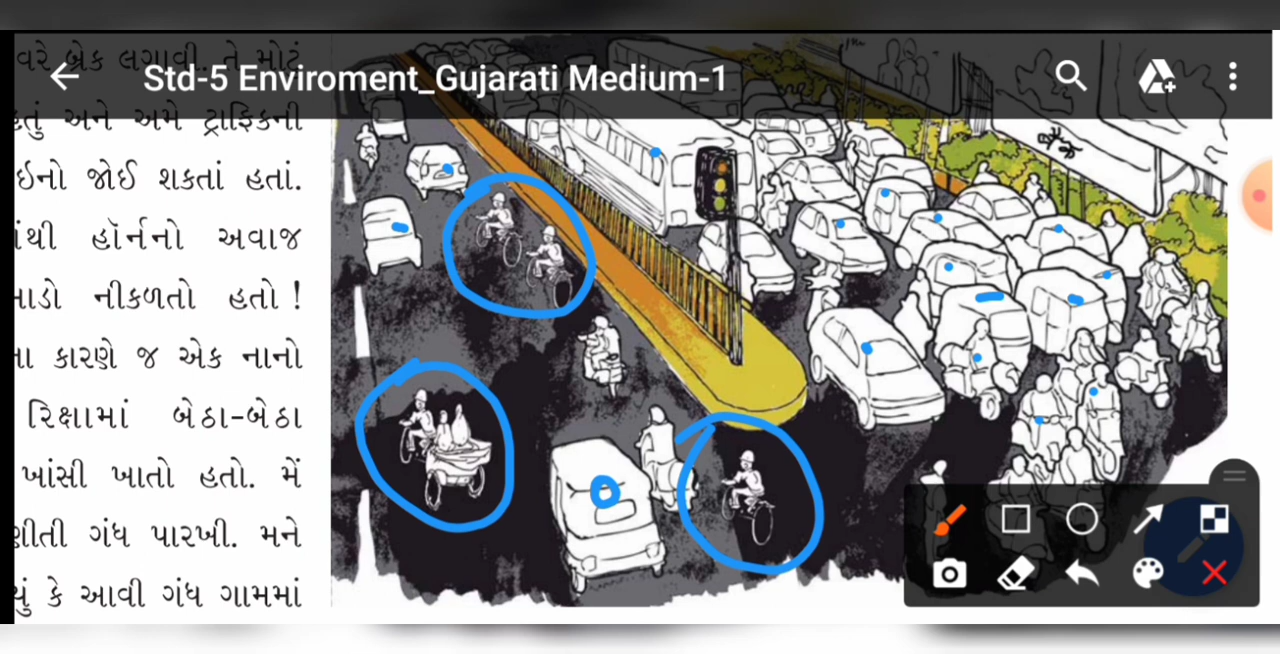 Std-5 Enviroment_Gujarati Medium-1
બ્રેક લગાવી.. તે મોટં
અને અમે ટ્રાફિકની
જોઈ શકતાં હતાં.
હૉર્નનો અવાજ
નીકળતો હતો !
કારણે જ એક નાનો
રિક્ષામાં બેઠા-બેઠા
ખાંસી ખાતો હતો. મેં
ગંધ પારખી. મને
કે આવી ગંધ ગામમાં